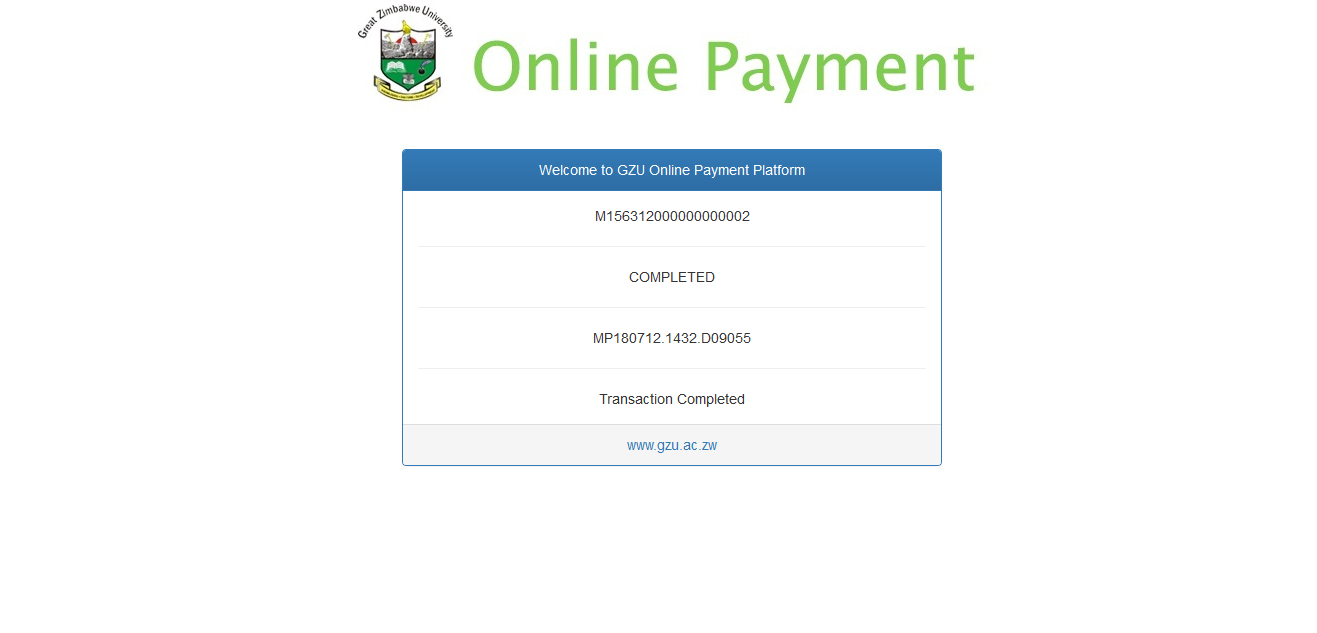 Great Zimbabwe University
Online Payment
Welcome to GZU Online Payment Platform
M156312000000000002
COMPLETED
MP180712.1432.D09055
Transaction Completed
www.gzu.ac.zw